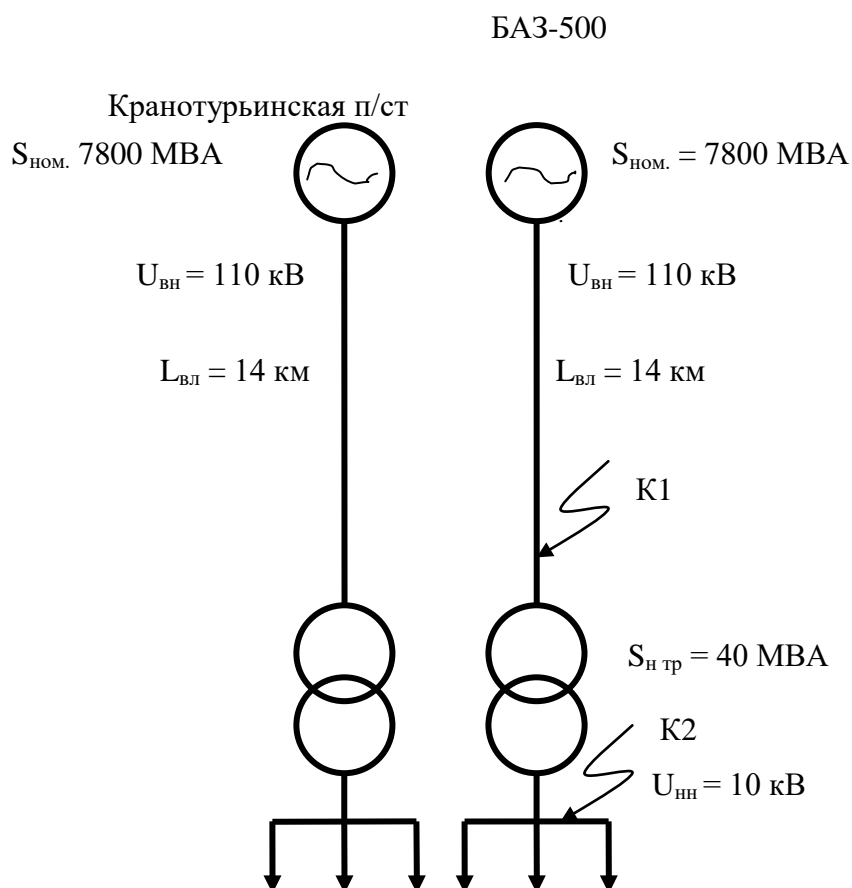 БАЗ-500
Кранотурьинская п/ст
Sном. 7800 МВА
Sном. = 7800 МВА
Uвн = 110 кВ
Uвн = 110 кВ
Lвл = 14 км
Lвл = 14 км
К1
Sн тр = 40 МВА
К2
Uнн = 10 кВ